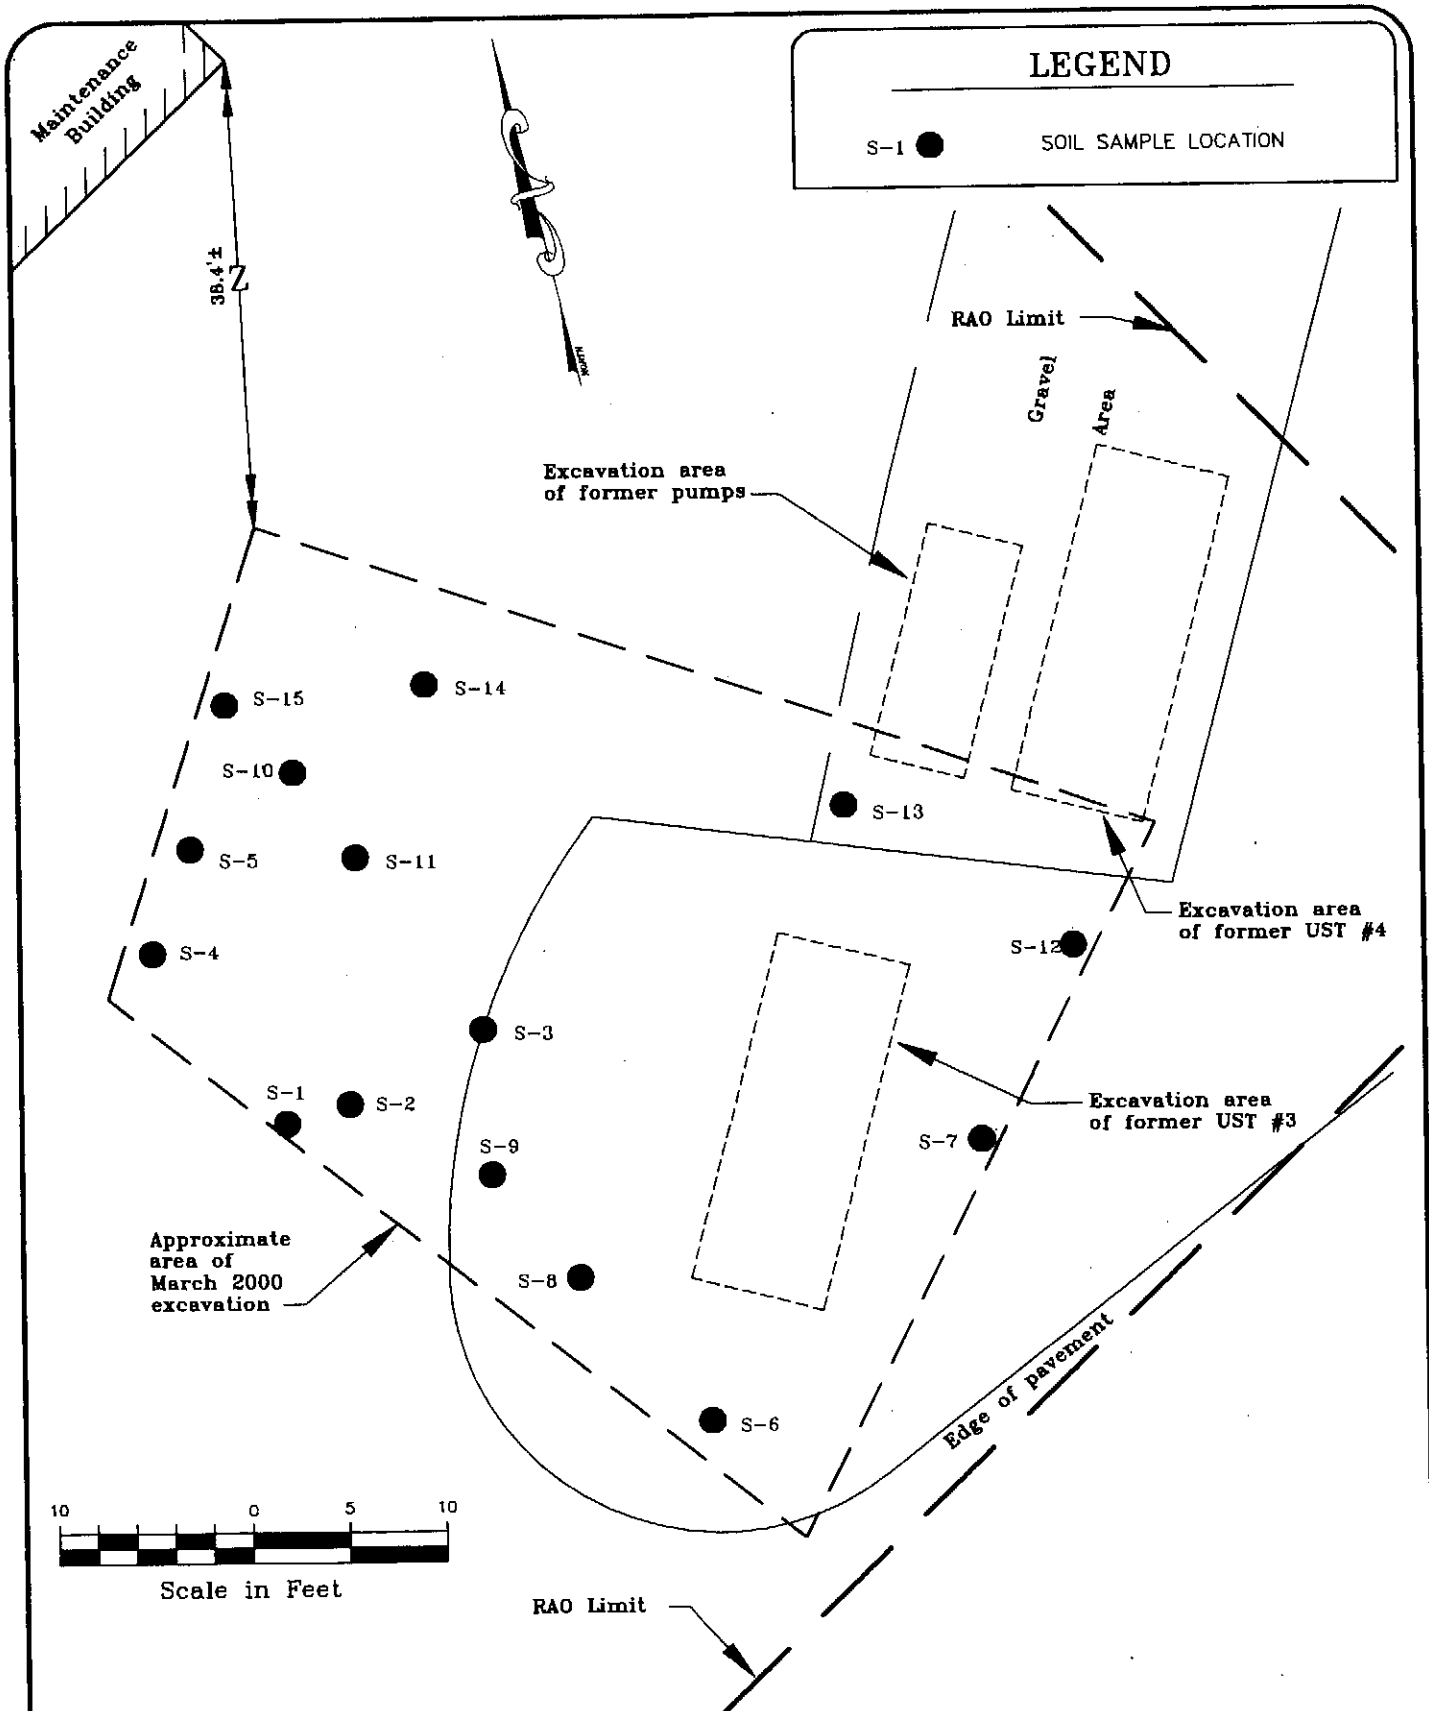 Maintenance
Building
LEGEND
S-1
SOIL SAMPLE LOCATION
38.4'±
Z
NORTH
RAO Limit
Gravel
Area
Excavation area
of former pumps
S-15
S-14
S-10
S-13
S-5
S-11
Excavation area
of former UST #4
S-12
S-4
S-3
S-1
S-2
Excavation area
of former UST #3
S-7
S-9
Approximate
area of
March 2000
excavation
S-8
Edge of pavement
S-6
10 0 5 10
Scale in Feet
RAO Limit